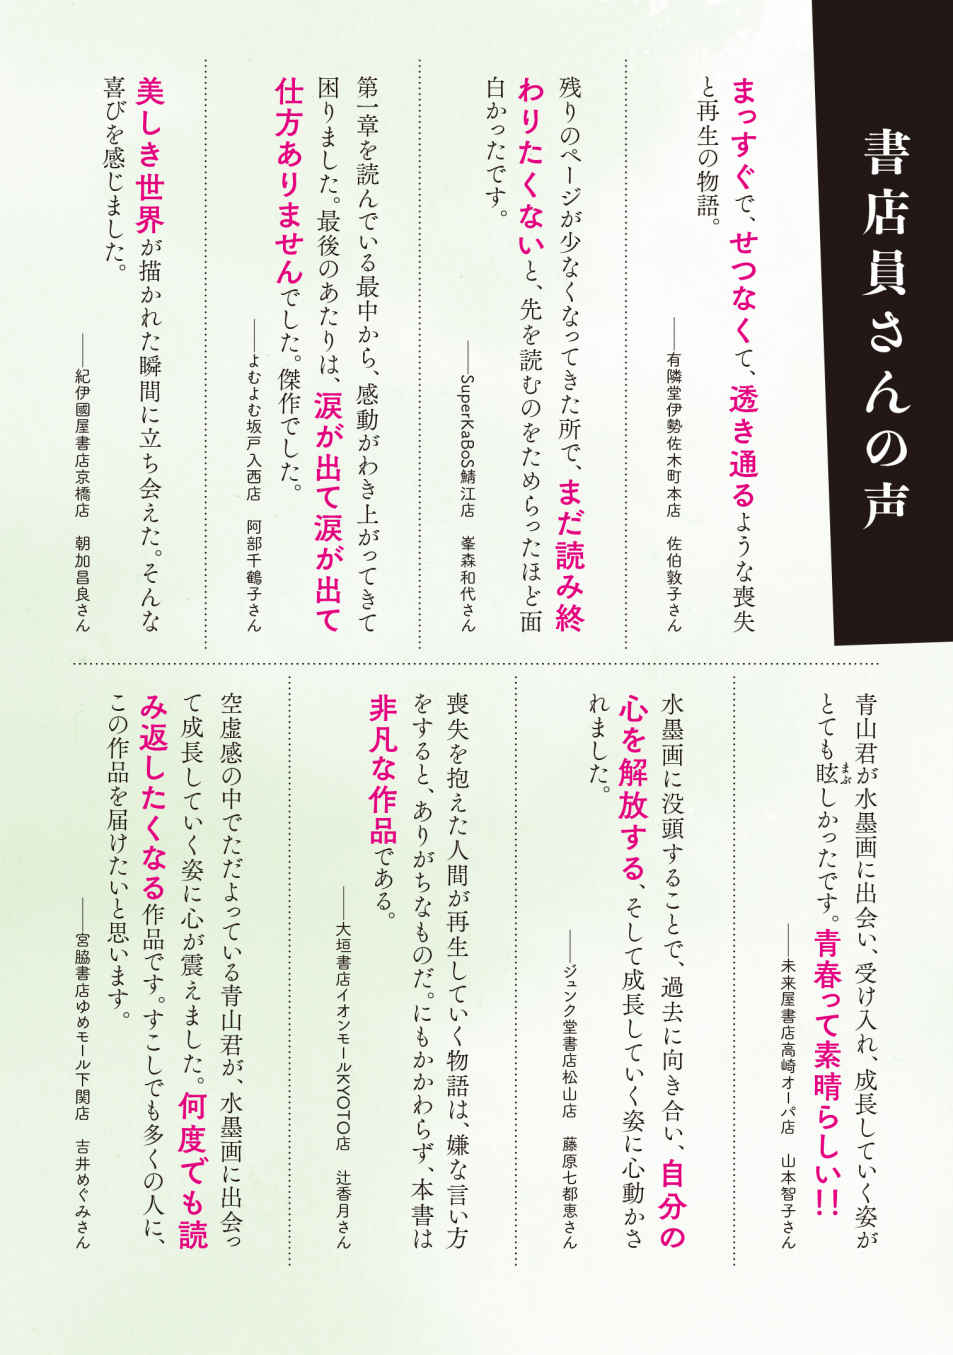 書店員さんの声
まっすぐで、せつなくて、透き通るような喪失
と再生の物語。
――有隣堂伊勢佐木町本店　佐伯敦子さん
残りのページが少なくなってきた所で、まだ読み終
わりたくないと、先を読むのをためらったほど面
白かったです。
――SuperKaBoS鯖江店　峯森和代さん
第一章を読んでいる最中から、感動がわき上がってきて
困りました。最後のあたりは、涙が出て涙が出て
仕方ありませんでした。傑作でした。
――よむよむ坂戸入西店　阿部千鶴子さん
美しき世界が描かれた瞬間に立ち会えた。そんな
喜びを感じました。
――紀伊國屋書店京橋店　朝加昌良さん
青山君が水墨画に出会い、受け入れ、成長していく姿が
まぶ
とても眩しかったです。青春って素晴らしい!!
――未来屋書店高崎オーパ店　山本智子さん
水墨画に没頭することで、過去に向き合い、自分の
心を解放する、そして成長していく姿に心動かさ
れました。
――ジュンク堂書店松山店　藤原七都恵さん
喪失を抱えた人間が再生していく物語は、嫌な言い方
をすると、ありがちなものだ。にもかかわらず、本書は
非凡な作品である。
――大垣書店イオンモールKYOTO店　辻香月さん
空虚感の中でただよっている青山君が、水墨画に出会っ
て成長していく姿に心が震えました。何度でも読
み返したくなる作品です。すこしでも多くの人に、
この作品を届けたいと思います。
――宮脇書店ゆめモール下関店　吉井めぐみさん